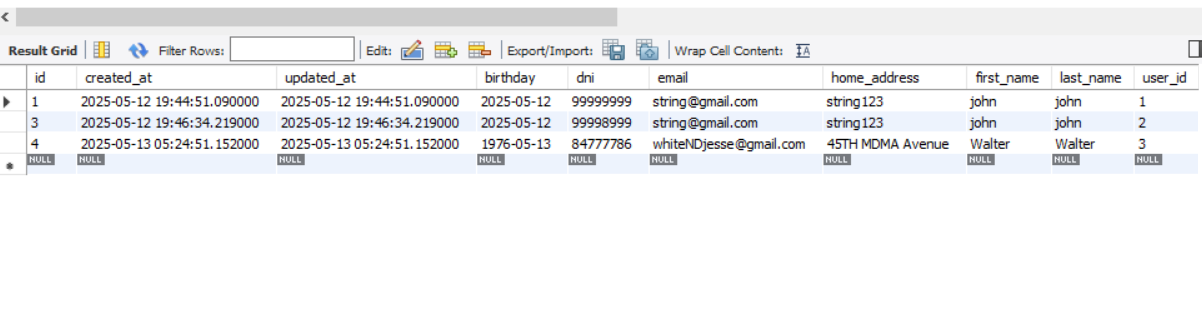 Result Grid Filter Rows: Edit: Export/Import: Wrap Cell Content: IA
id created_at updated_at birthday dni email home_address first_name last_name user_id
1 2025-05-12 19:44:51.090000 2025-05-12 19:44:51.090000 2025-05-12 99999999 string@gmail.com string123 john john 1
3 2025-05-12 19:46:34.219000 2025-05-12 19:46:34.219000 2025-05-12 99998999 string@gmail.com string123 john john 2
4 2025-05-13 05:24:51.152000 2025-05-13 05:24:51.152000 1976-05-13 84777786 whiteNDjesse@gmail.com 45TH MDMA Avenue Walter Walter 3
NULL NULL NULL NULL NULL NULL NULL NULL NULL NULL